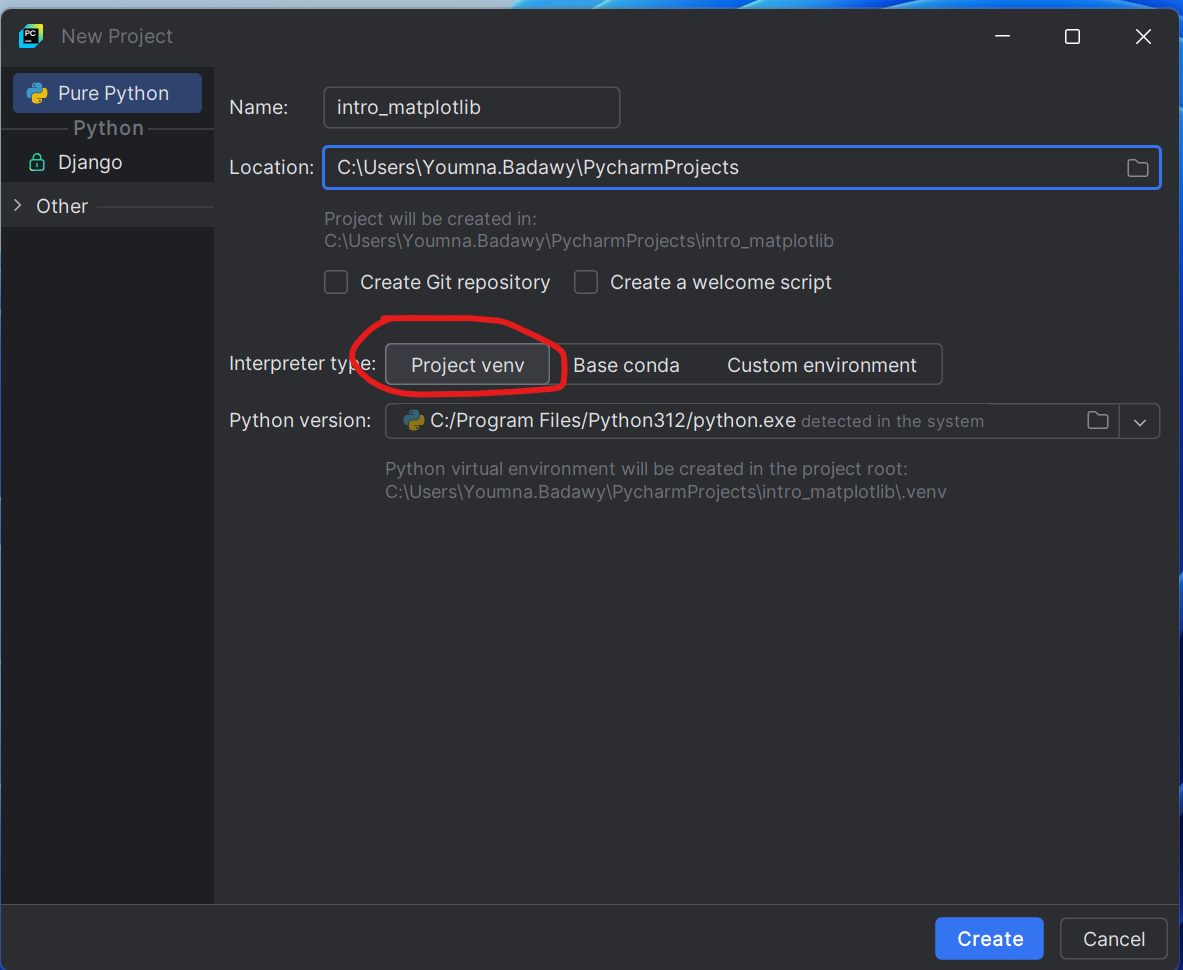 PC
New Project
Pure Python
Python
Django
Other
Name: intro_matplotlib
Location: C:\Users\Youmna.Badawy\PycharmProjects
Project will be created in:
C:\Users\Youmna.Badawy\PycharmProjects\intro_matplotlib
Create Git repository Create a welcome script
Interpreter type: Project venv Base conda Custom environment
Python version: C:/Program Files/Python312/python.exe detected in the system
Python virtual environment will be created in the project root:
C:\Users\Youmna.Badawy\PycharmProjects\intro_matplotlib\.venv
Create Cancel